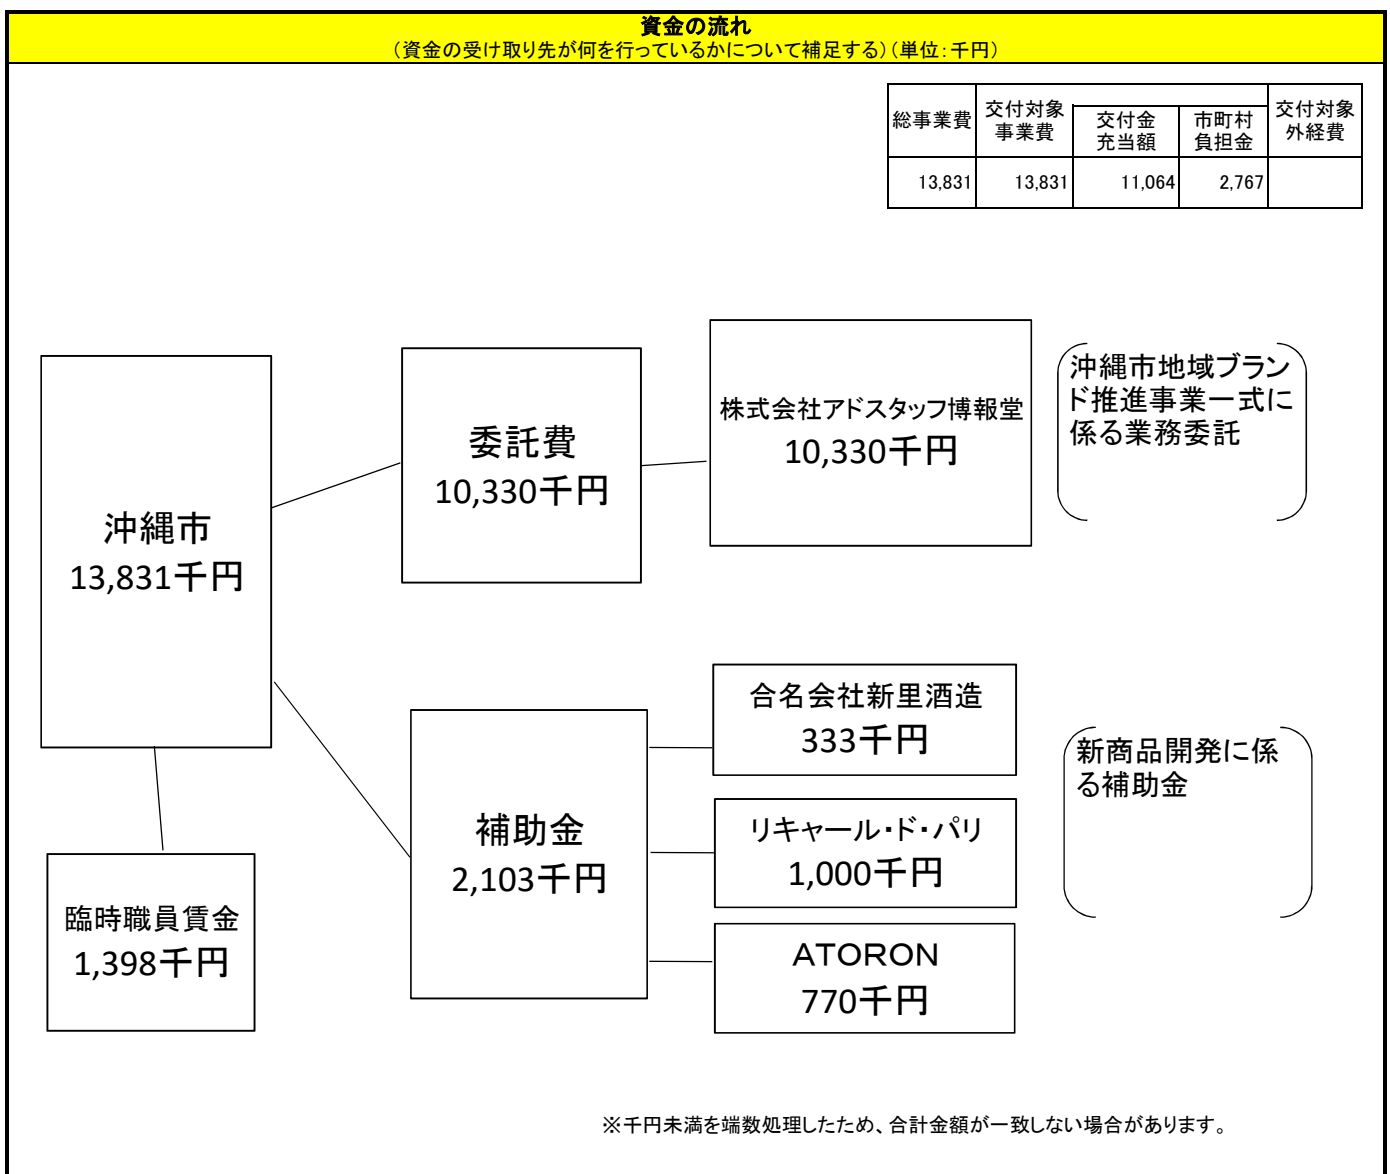 資金の流れ
（資金の受け取り先が何を行っているかについて補足する）（単位：千円）
総事業費
交付対象
事業費
交付金
充当額
市町村
負担金
交付対象
外経費
13,831
13,831
11,064
2,767
沖縄市
13,831千円
委託費
10,330千円
株式会社アドスタッフ博報堂
10,330千円
沖縄市地域ブラン
ド推進事業一式に
係る業務委託
補助金
2,103千円
合名会社新里酒造
333千円
リキャール・ド・パリ
1,000千円
ＡＴＯＲＯＮ
770千円
新商品開発に係
る補助金
臨時職員賃金
1,398千円
※千円未満を端数処理したため、合計金額が一致しない場合があります。